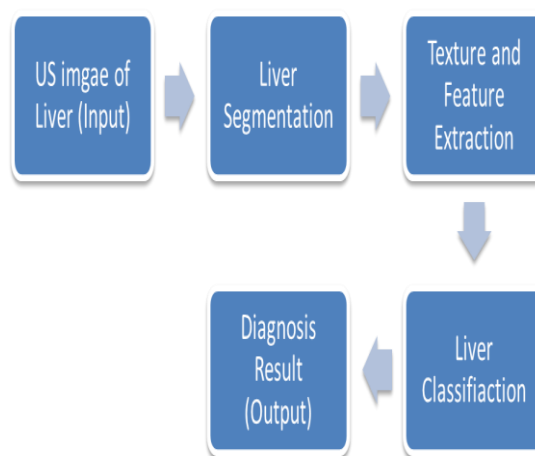 US imgae of
Liver (Input)
Liver
Segmentation
Texture and
Feature
Extraction
Liver
Classifiaction
Diagnosis
Result
(Output)